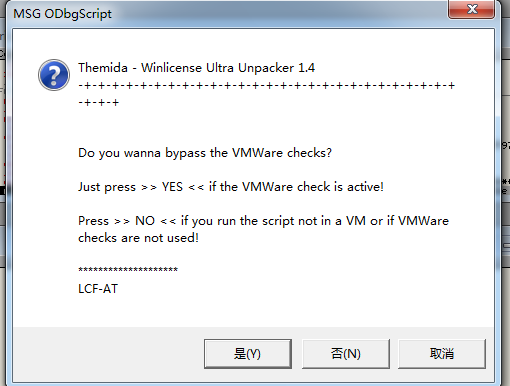 MSG ODbgScript
Themida - Winlicense Ultra Unpacker 1.4
-+-+-+-+-+-+-+-+-+-+-+-+-+-+-+-+-+-+-+-+-+-+-+-+-+-+-+
-+-+-+
Do you wanna bypass the VMWare checks?
Just press >> YES << if the VMWare check is active!
Press >> NO << if you run the script not in a VM or if VMWare
checks are not used!
********************
LCF-AT
是(Y)
否(N)
取消